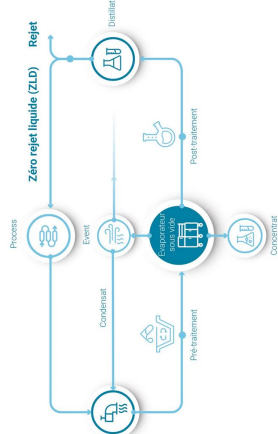 Process
Zéro rejet liquide (ZLD)
Rejet
Condensat
Event
Distillat
Pré-traitement
Evaporateur
sous vide
Post-traitement
Concentrat